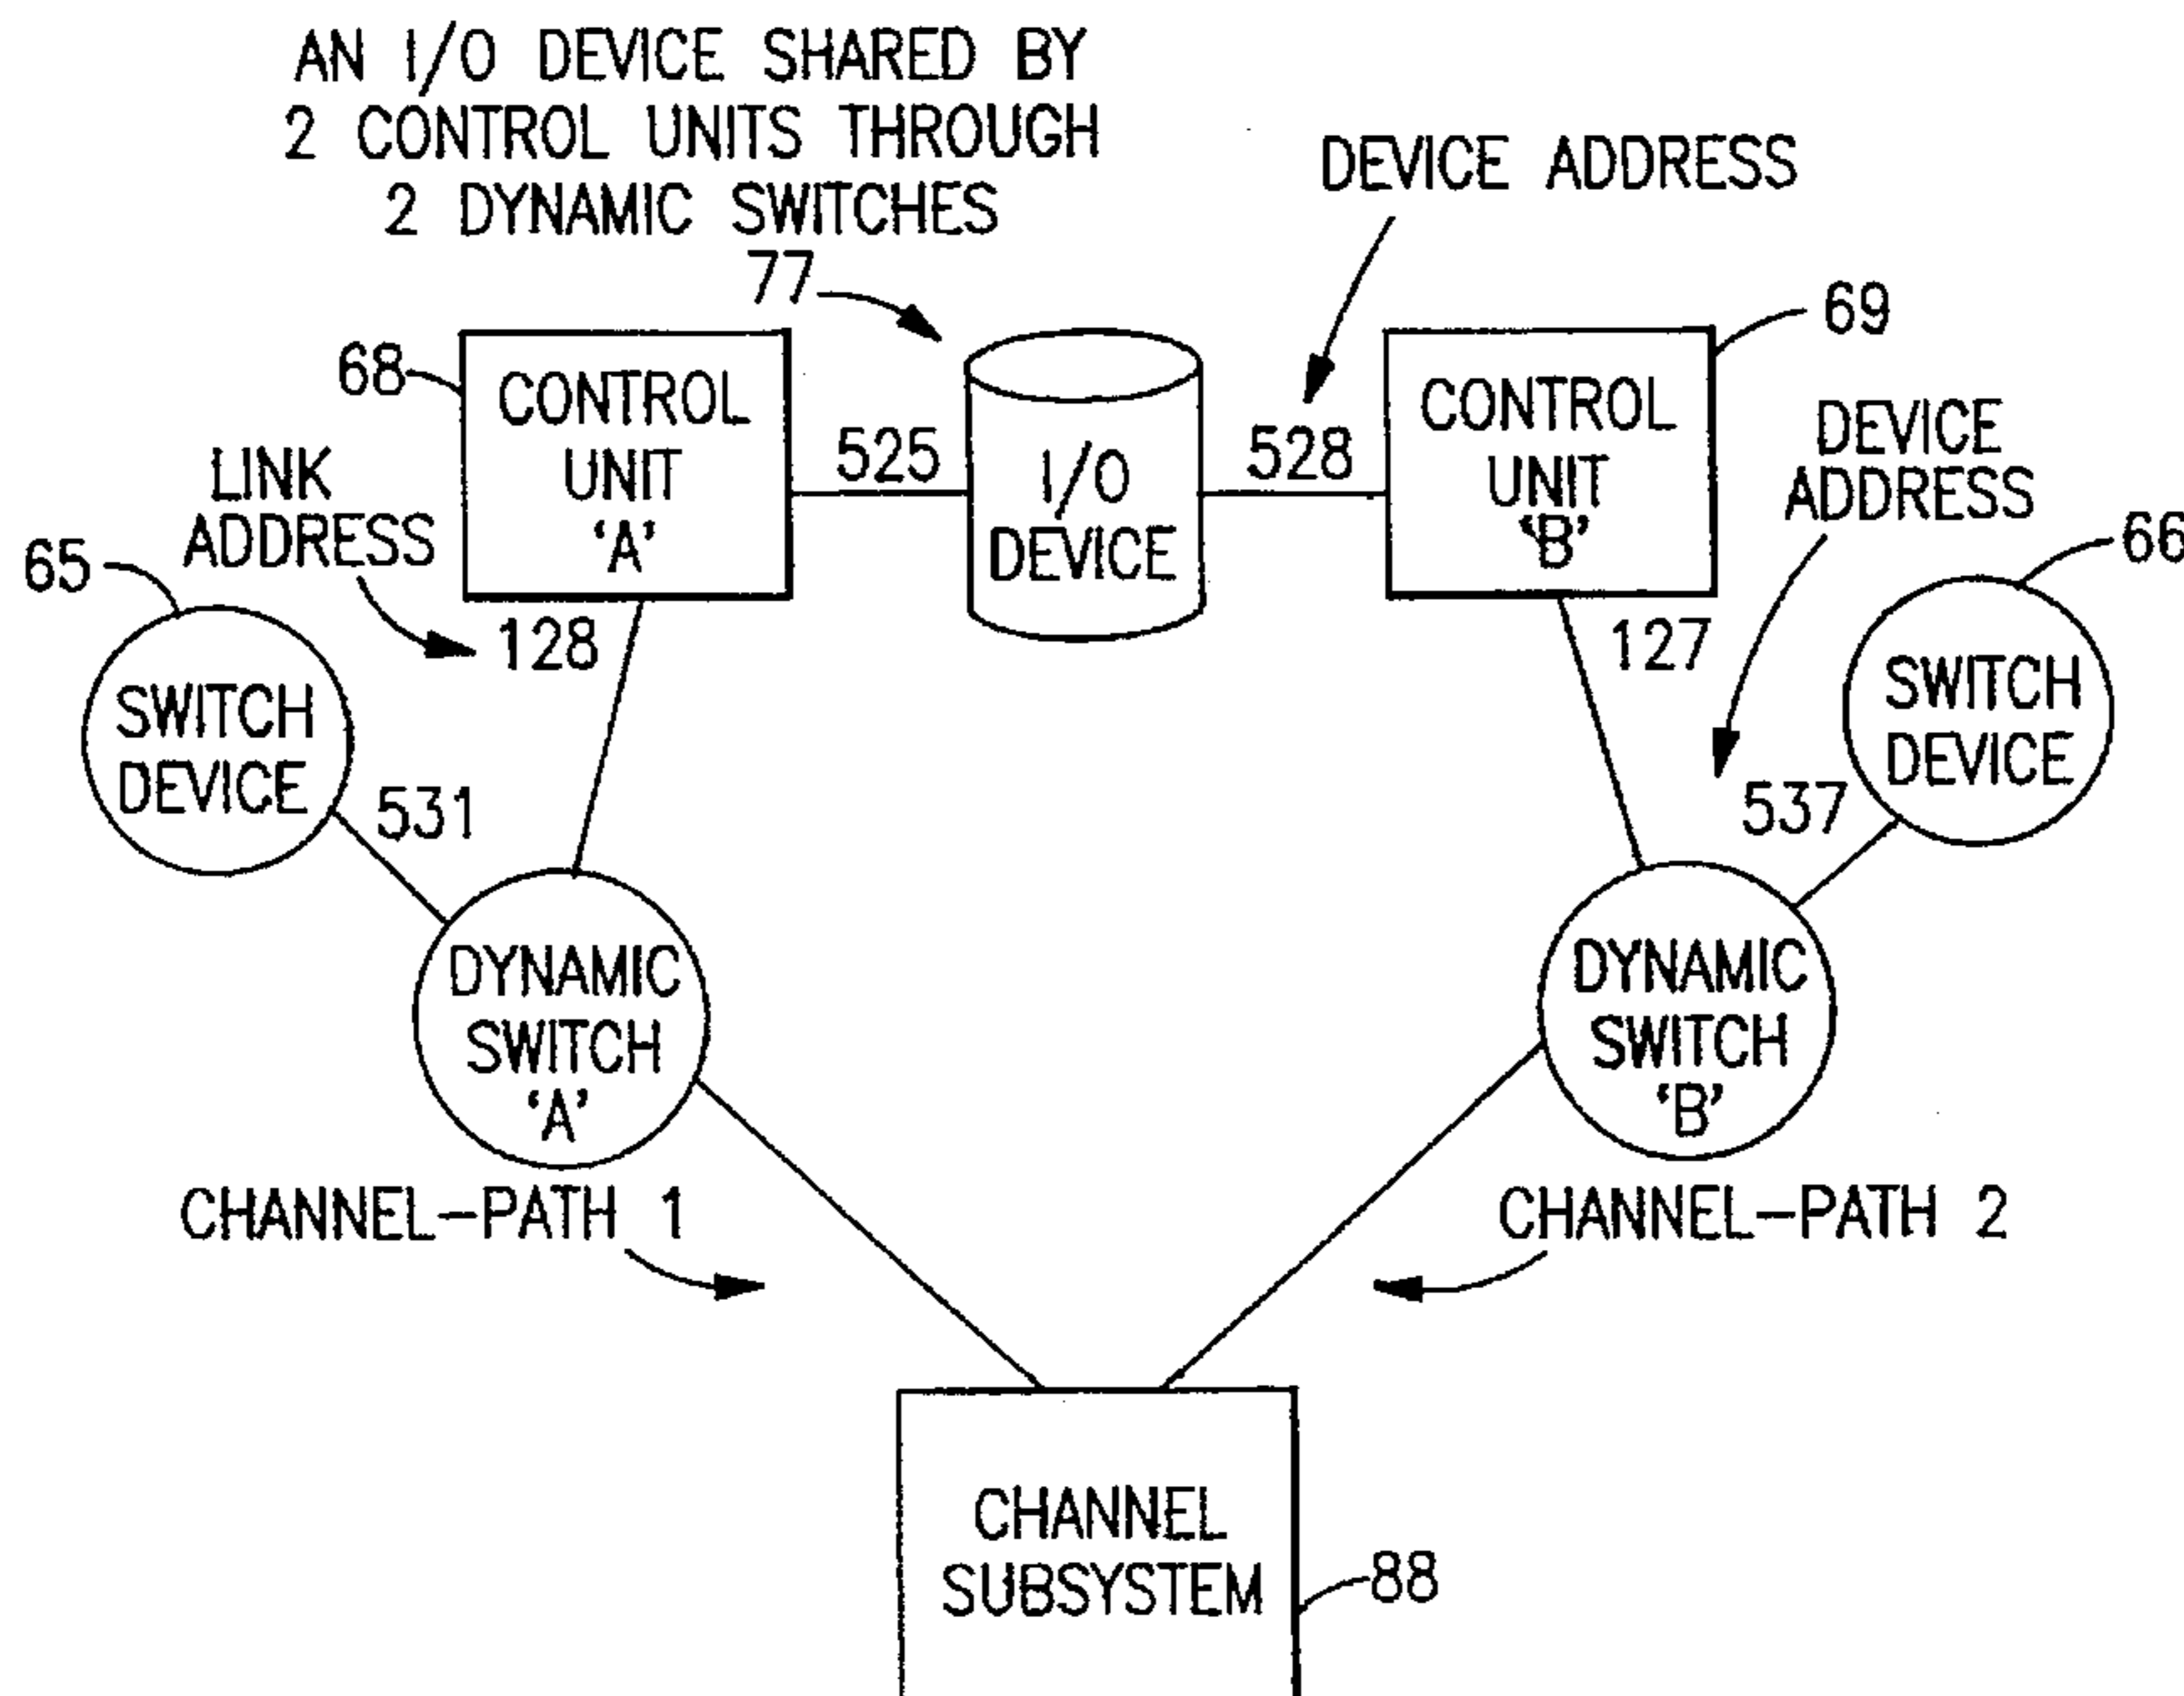 AN I/O DEVICE SHARED BY
2 CONTROL UNITS THROUGH
2 DYNAMIC SWITCHES
77
DEVICE ADDRESS
69
68
CONTROL
UNIT
'A'
525
I/O
DEVICE
528
CONTROL
UNIT
'B'
DEVICE
ADDRESS
LINK
ADDRESS
65
66
128
127
SWITCH
DEVICE
531
SWITCH
DEVICE
537
DYNAMIC
SWITCH
'A'
DYNAMIC
SWITCH
'B'
CHANNEL-PATH 1
CHANNEL-PATH 2
CHANNEL
SUBSYSTEM
88